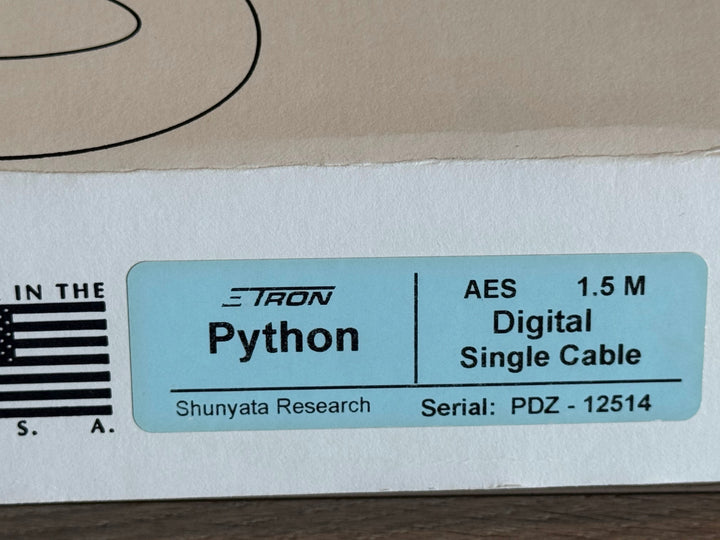 IN THE
S. A.
ΞTRON
Python
Shunyata Research
AES 1.5 M
Digital
Single Cable
Serial: PDZ - 12514